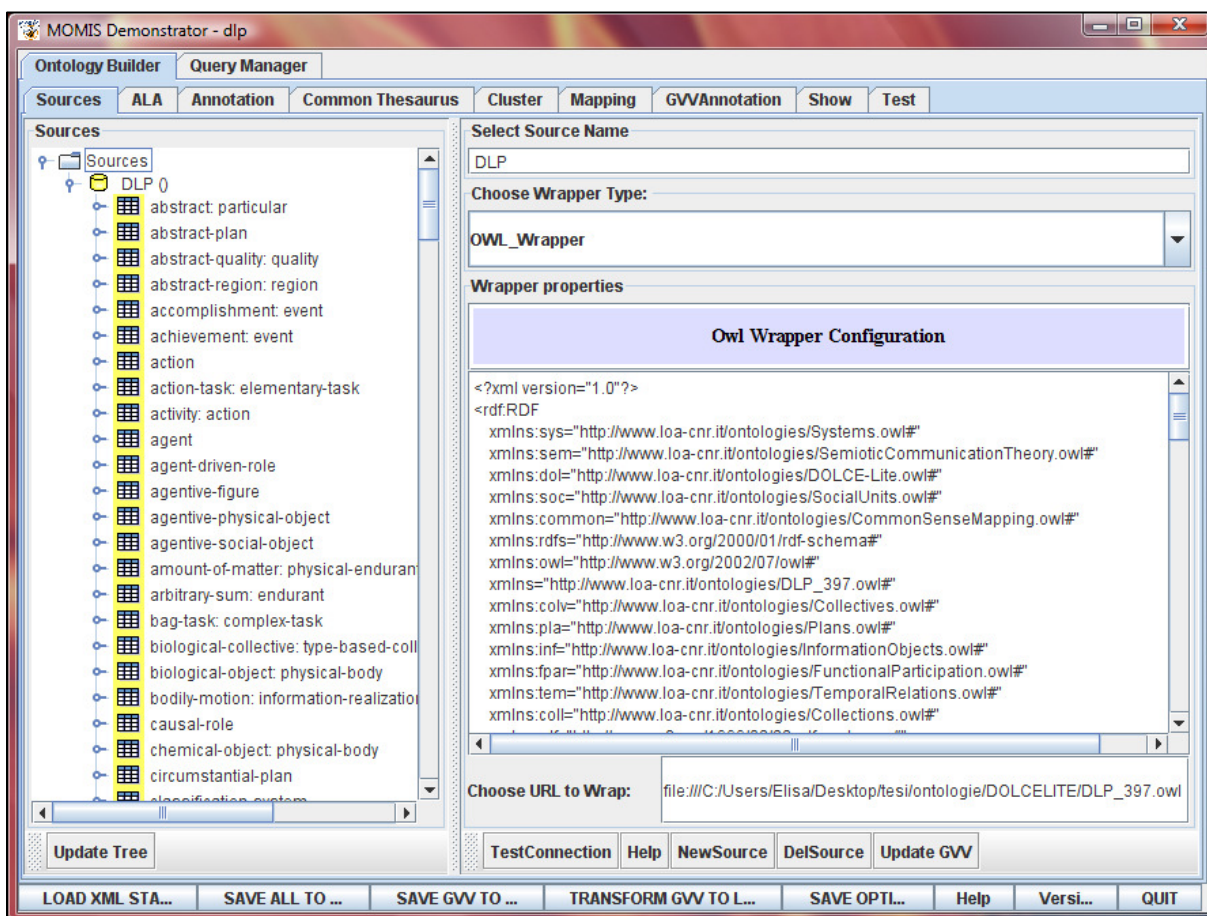 MOMIS Demonstrator - dlp
Ontology Builder Query Manager
Sources ALA Annotation Common Thesaurus Cluster Mapping GVVAnnotation Show Test
Sources
Sources
DLP ()
abstract: particular
abstract-plan
abstract-quality: quality
abstract-region: region
accomplishment: event
achievement: event
action
action-task: elementary-task
activity: action
agent
agent-driven-role
agentive-figure
agentive-physical-object
agentive-social-object
amount-of-matter: physical-endurant
arbitrary-sum: endurant
bag-task: complex-task
biological-collective: type-based-coll
biological-object: physical-body
bodily-motion: information-realization
causal-role
chemical-object: physical-body
circumstantial-plan
classification-system
Update Tree
Select Source Name
DLP
Choose Wrapper Type:
OWL_Wrapper
Wrapper properties
Owl Wrapper Configuration
<?xml version="1.0"?>
<rdf:RDF
xmlns:sys="http://www.loa-cnr.it/ontologies/Systems.owl#"
xmlns:sem="http://www.loa-cnr.it/ontologies/SemioticCommunicationTheory.owl#"
xmlns:dol="http://www.loa-cnr.it/ontologies/DOLCE-Lite.owl#"
xmlns:soc="http://www.loa-cnr.it/ontologies/SocialUnits.owl#"
xmlns:common="http://www.loa-cnr.it/ontologies/CommonSenseMapping.owl#"
xmlns:rdfs="http://www.w3.org/2000/01/rdf-schema#"
xmlns:owl="http://www.w3.org/2002/07/owl#"
xmlns="http://www.loa-cnr.it/ontologies/DLP_397.owl#"
xmlns:colv="http://www.loa-cnr.it/ontologies/Collectives.owl#"
xmlns:pla="http://www.loa-cnr.it/ontologies/Plans.owl#"
xmlns:inf="http://www.loa-cnr.it/ontologies/InformationObjects.owl#"
xmlns:fpar="http://www.loa-cnr.it/ontologies/FunctionalParticipation.owl#"
xmlns:tem="http://www.loa-cnr.it/ontologies/TemporalRelations.owl#"
xmlns:coll="http://www.loa-cnr.it/ontologies/Collections.owl#"
Choose URL to Wrap: file:///C:/Users/Elisa/Desktop/tesi/ontologie/DOLCELITE/DLP_397.owl
TestConnection Help NewSource DelSource Update GVV
LOAD XML STA... SAVE ALL TO ... SAVE GVV TO ... TRANSFORM GVV TO L... SAVE OPTI... Help Versi... QUIT